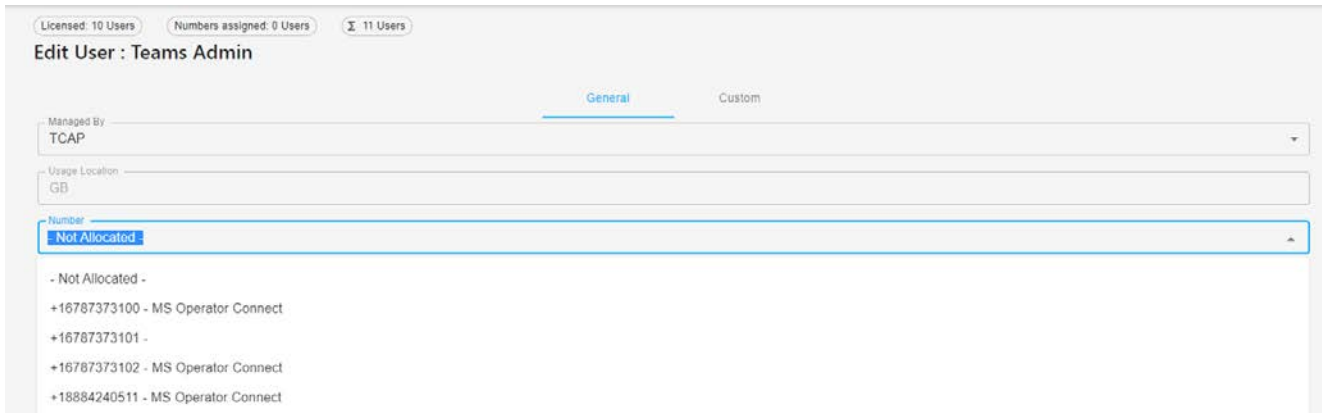 Licensed: 10 Users Numbers assigned: 0 Users Σ 11 Users
Edit User : Teams Admin
General Custom
Managed By
TCAP
Usage Location
GB
Number
- Not Allocated -
- Not Allocated -
+16787373100 - MS Operator Connect
+16787373101 -
+16787373102 - MS Operator Connect
+18884240511 - MS Operator Connect